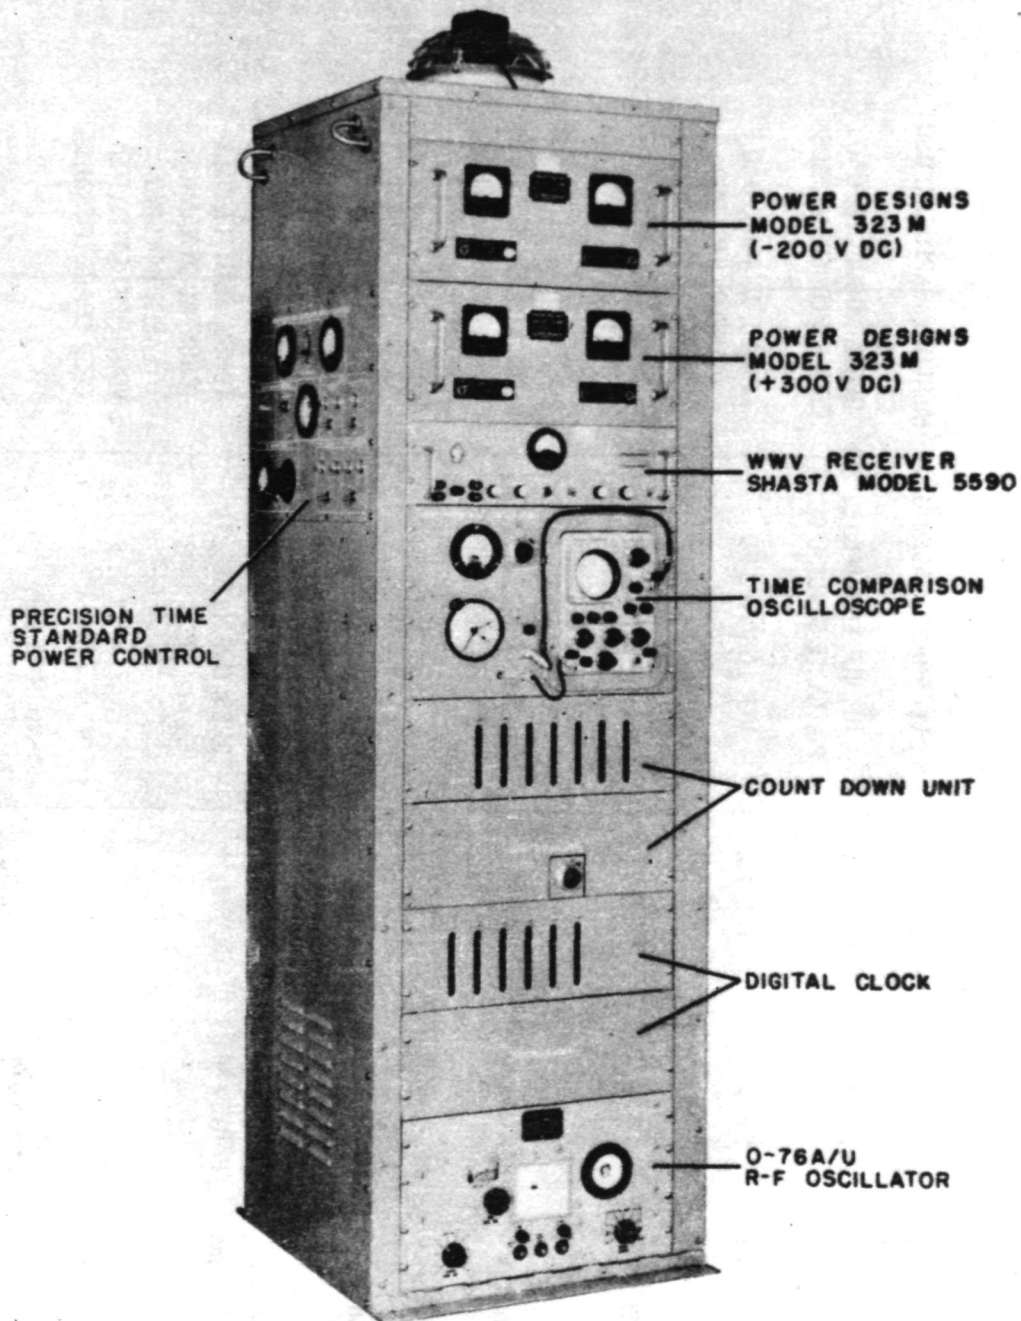 POWER DESIGNS
MODEL 323M
(-200 V DC)
POWER DESIGNS
MODEL 323M
(+300 V DC)
WWV RECEIVER
SHASTA MODEL 5590
TIME COMPARISON
OSCILLOSCOPE
PRECISION TIME
STANDARD
POWER CONTROL
COUNT DOWN UNIT
DIGITAL CLOCK
O-76A/U
R-F OSCILLATOR